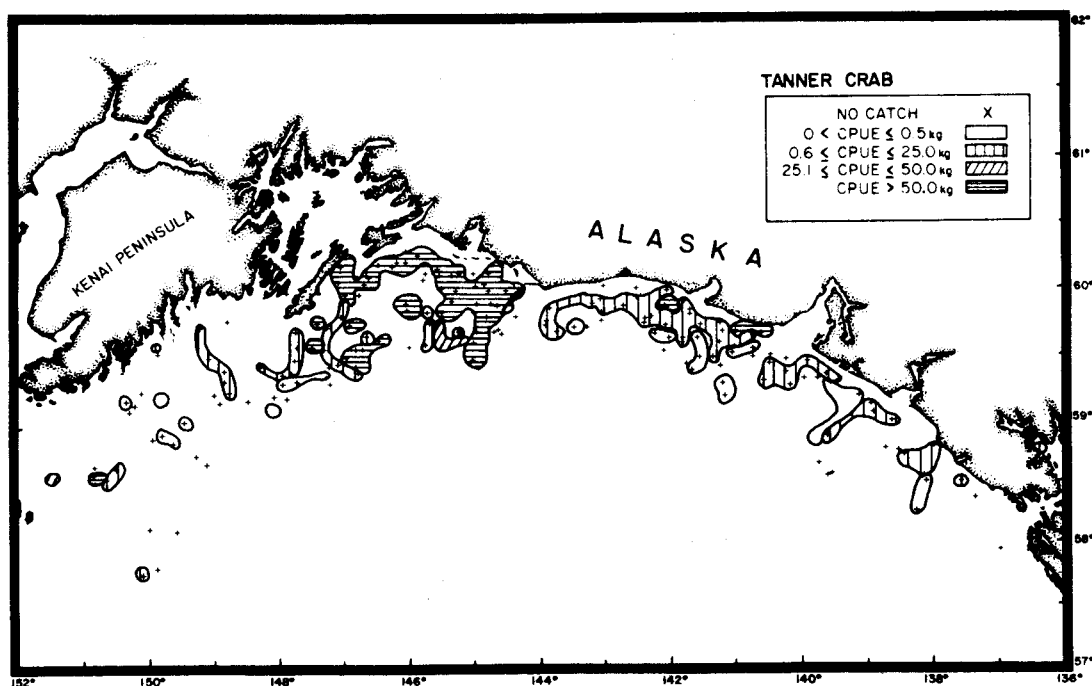 62°
TANNER CRAB
NO CATCH X
0 < CPUE ≤ 0.5 kg
0.6 ≤ CPUE ≤ 25.0 kg
25.1 ≤ CPUE ≤ 50.0 kg
CPUE > 50.0 kg
61°
ALASKA
KENAI PENINSULA
60°
59°
58°
57°
152° 150° 148° 146° 144° 142° 140° 138° 136°